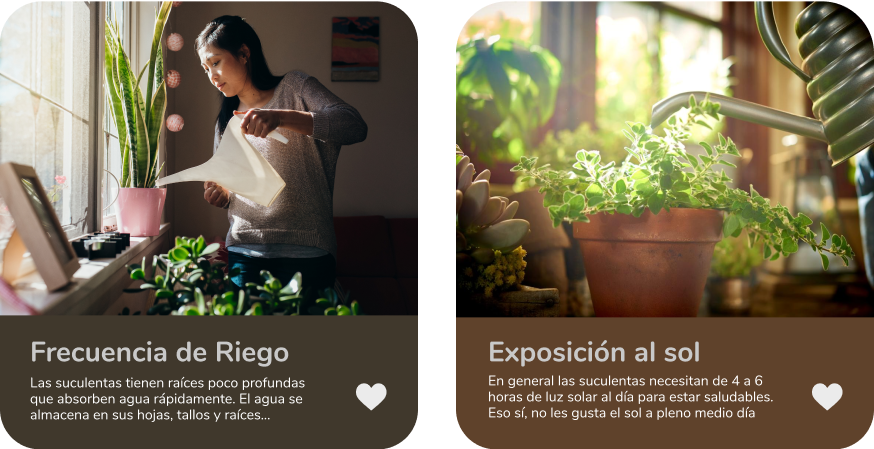 Frecuencia de Riego
Las suculentas tienen raíces poco profundas
que absorben agua rápidamente. El agua se
almacena en sus hojas, tallos y raíces...
Exposición al sol
En general las suculentas necesitan de 4 a 6
horas de luz solar al día para estar saludables.
Eso sí, no les gusta el sol a pleno medio día